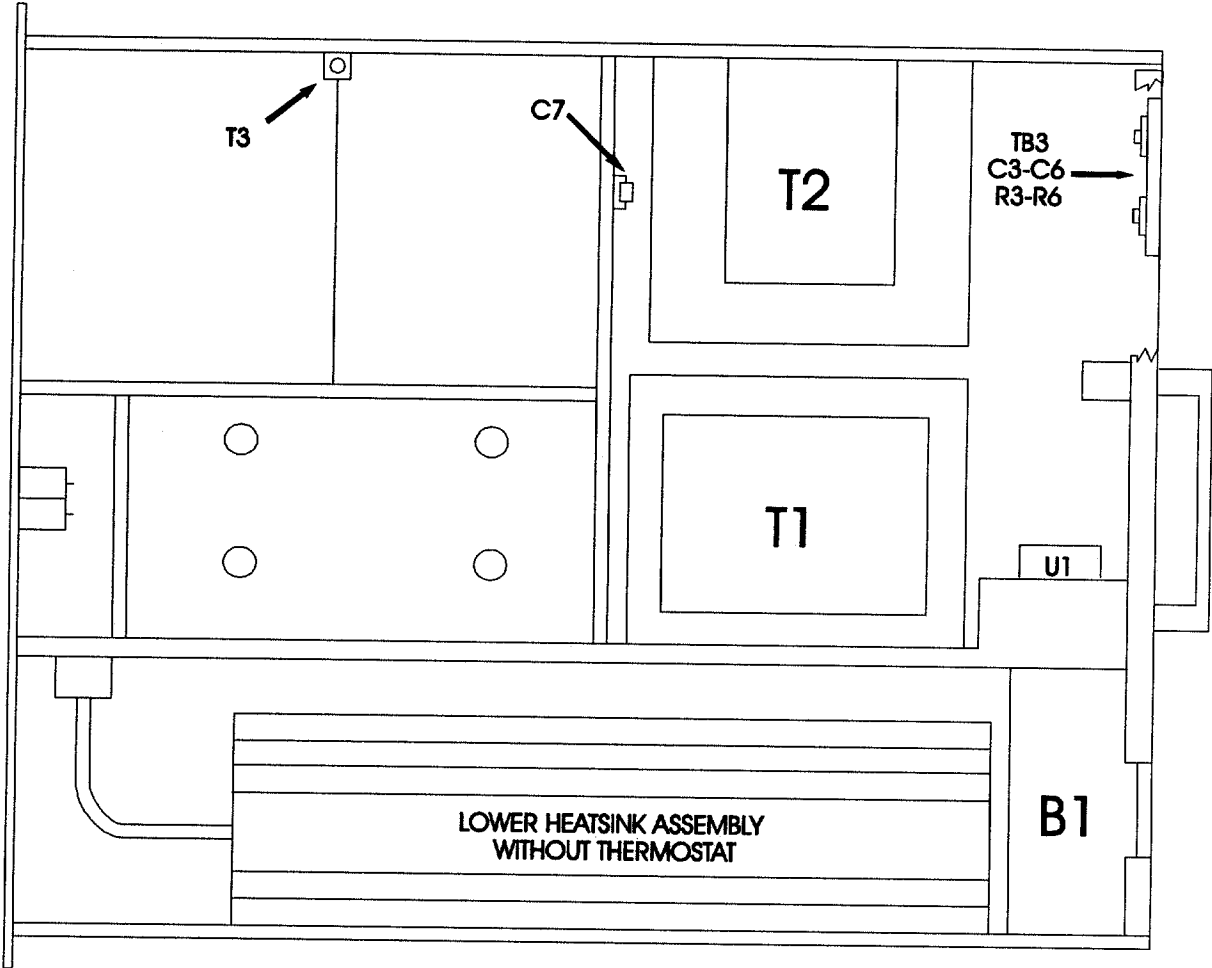 T3
C7
T2
TB3
C3-C6
R3-R6
T1
U1
LOWER HEATSINK ASSEMBLY
WITHOUT THERMOSTAT
B1